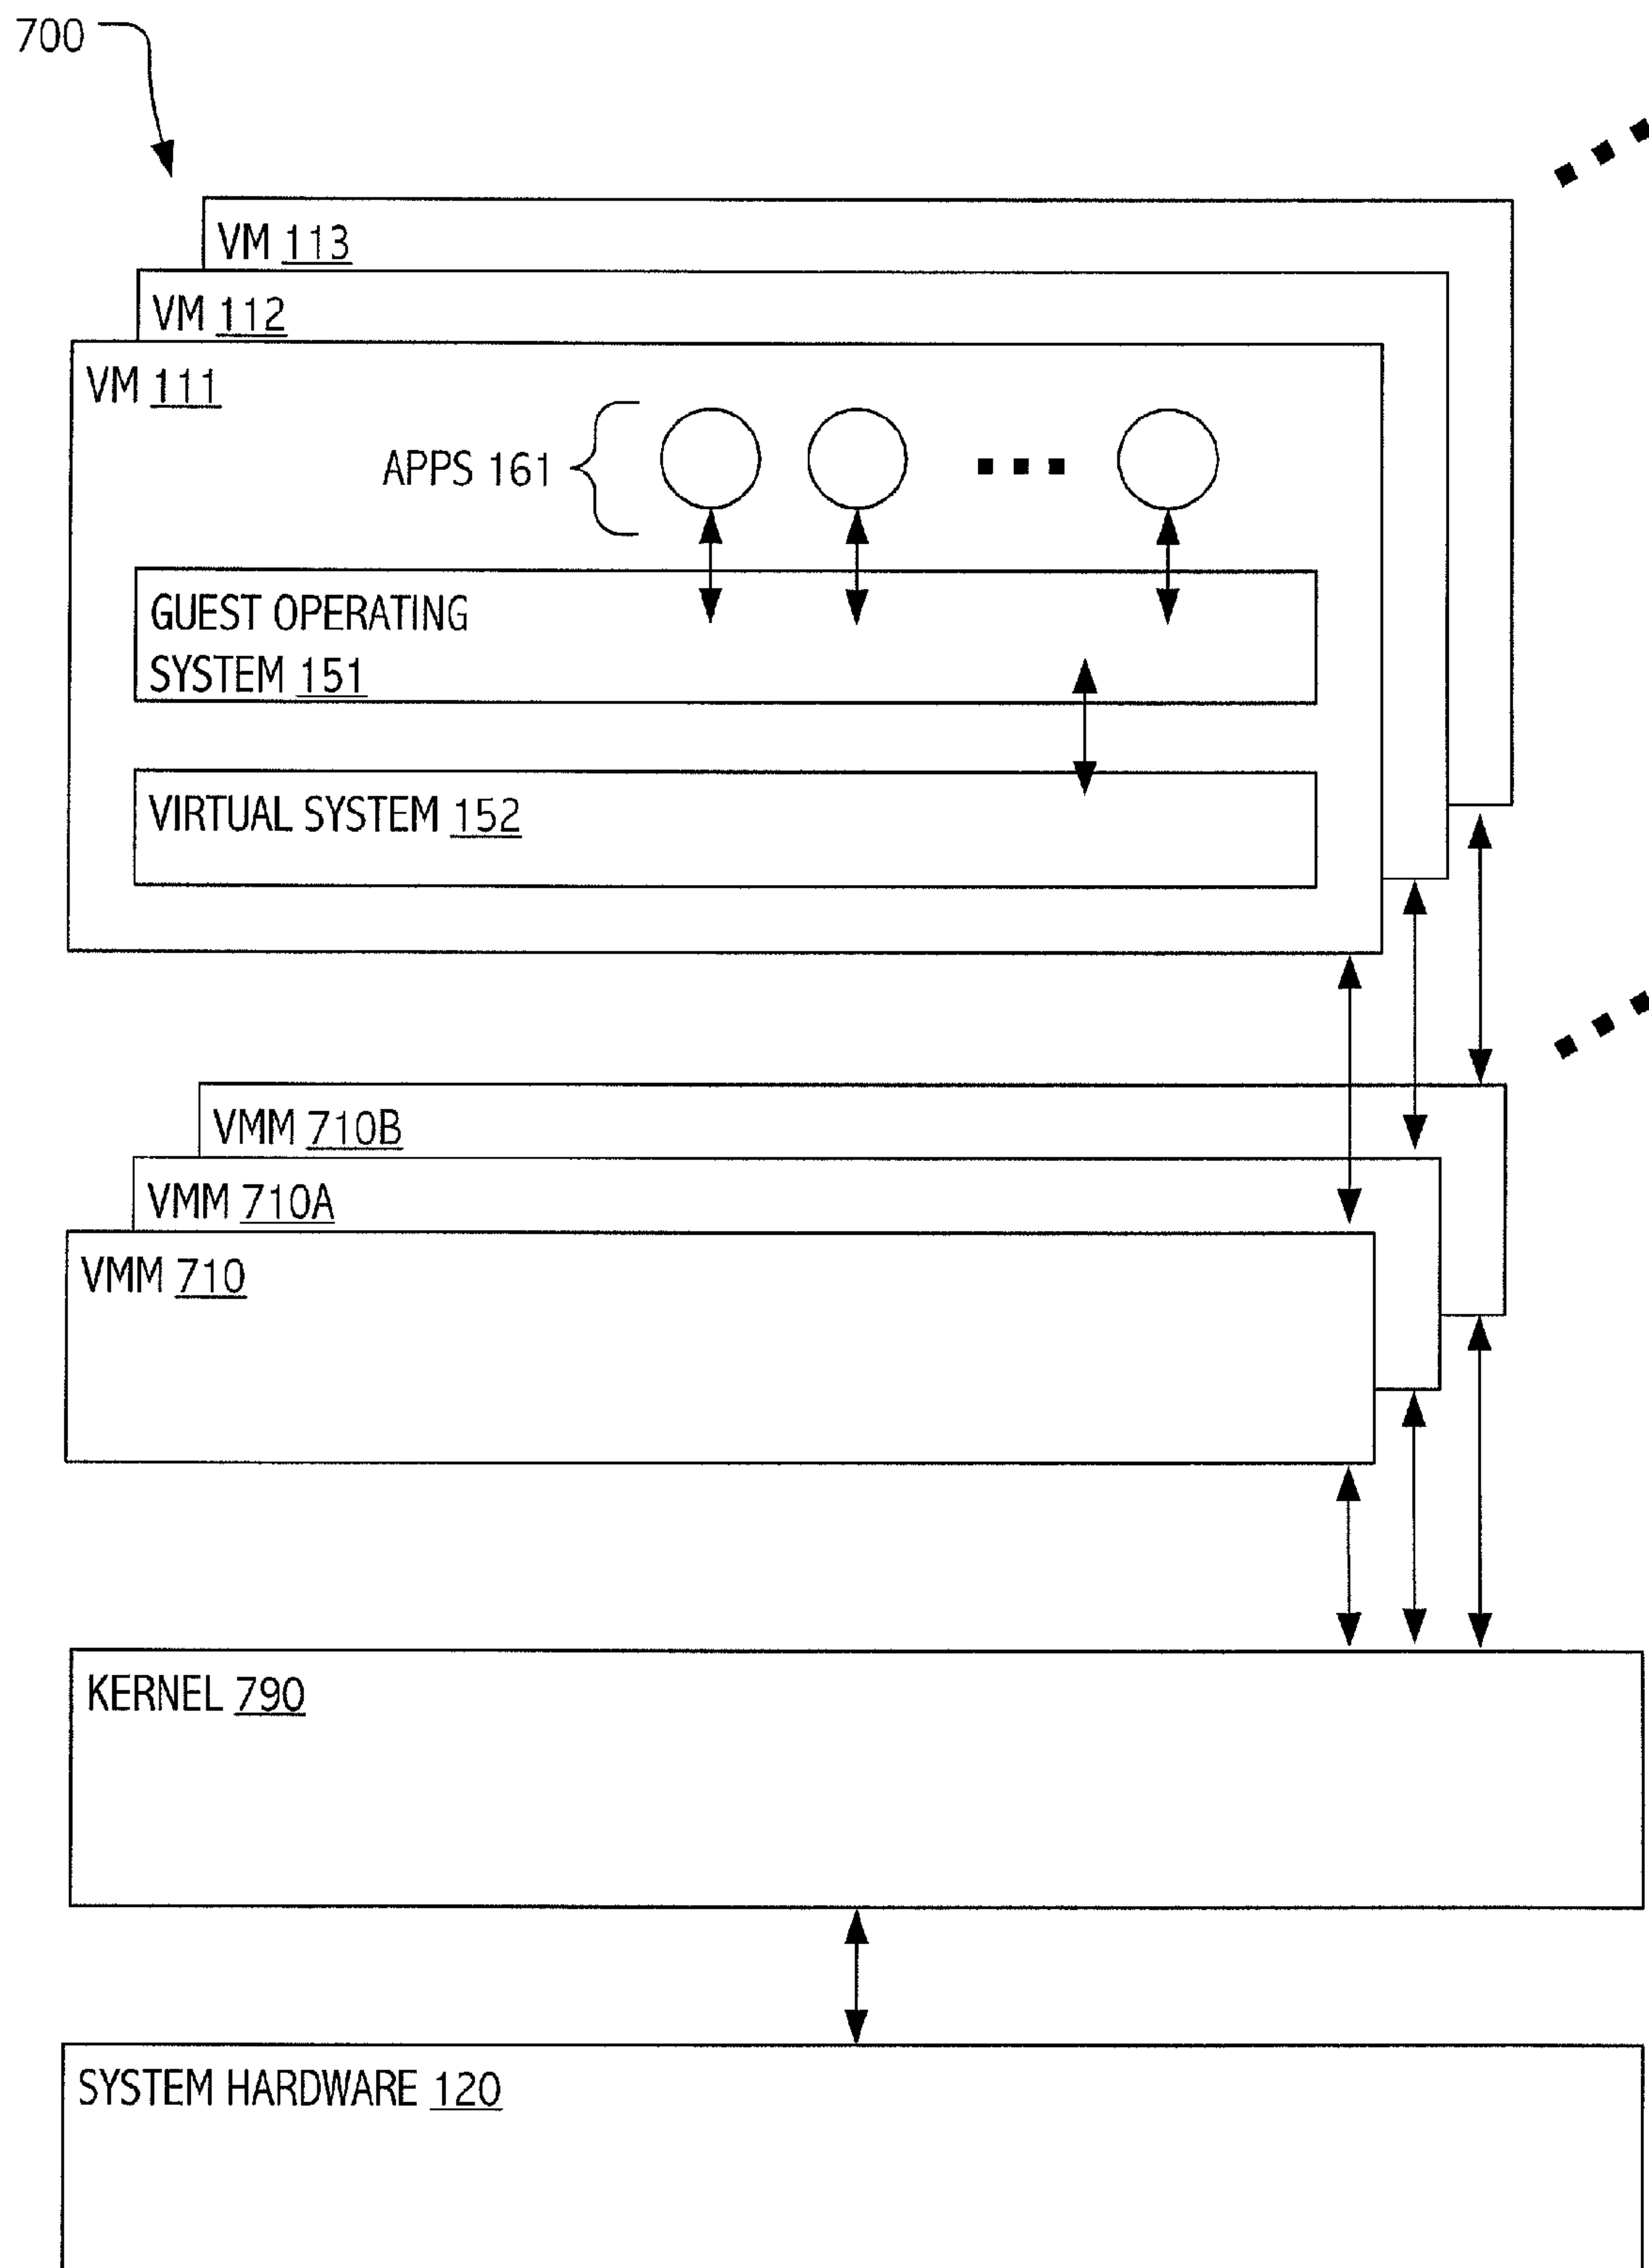 700
VM 113
VM 112
VM 111
APPS 161
GUEST OPERATING
SYSTEM 151
VIRTUAL SYSTEM 152
VMM 710B
VMM 710A
VMM 710
KERNEL 790
SYSTEM HARDWARE 120